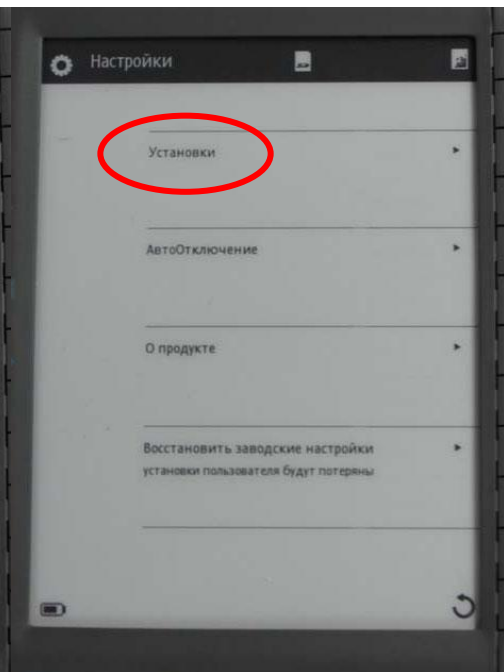 Настройки
Установки
АвтоОтключение
О продукте
Восстановить заводские настройки
установки пользователя будут потеряны